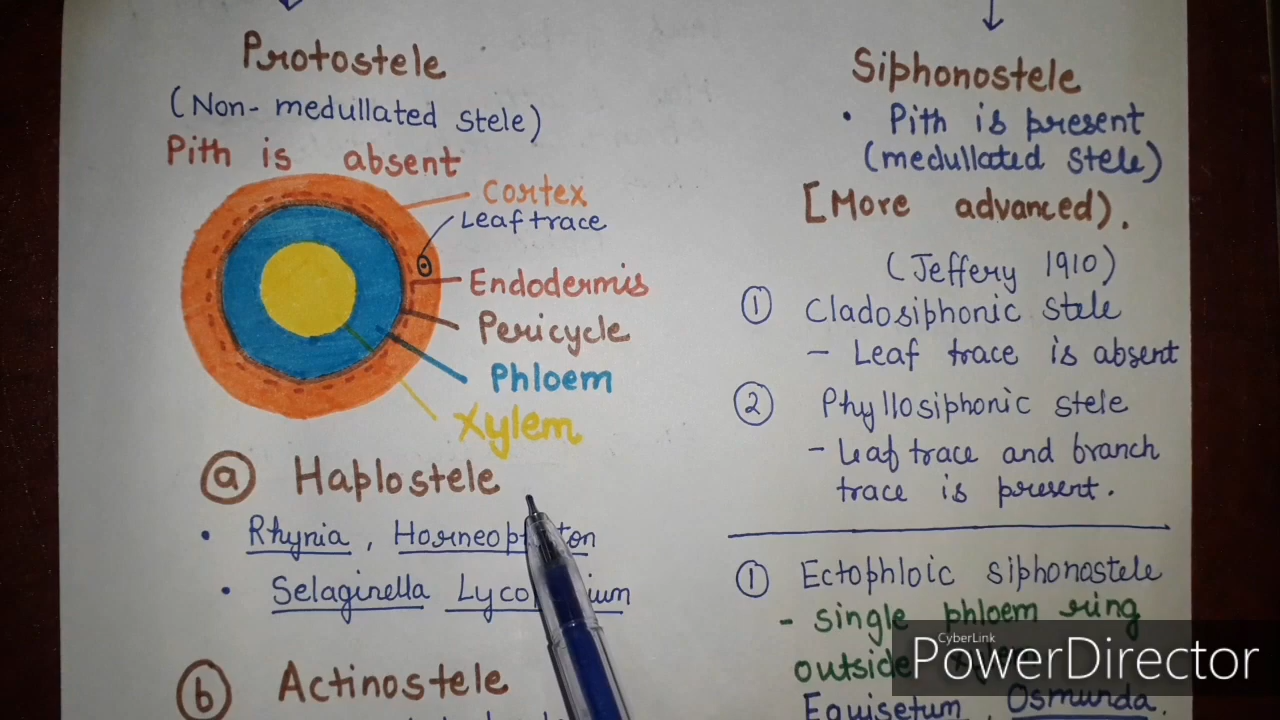 Protostele
(Non-medullated stele)
Pith is absent
Cortex
Leaf trace
Endodermis
Pericycle
Phloem
Xylem
a Haplostele
• Rhynia,
• Selaginella
b Actinostele
Siphonostele
• Pith is present
(medullated stele)
[More advanced).
(Jeffery 1910)
1 Cladosiphonic stele
- Leaf trace is absent
2 Phyllosiphonic stele
- Leaf trace and branch
trace is present.
1 Ectophloic siphonostele
- single phloem ring
outside
Equisetum, Osmunda.
CyberLink
PowerDirector